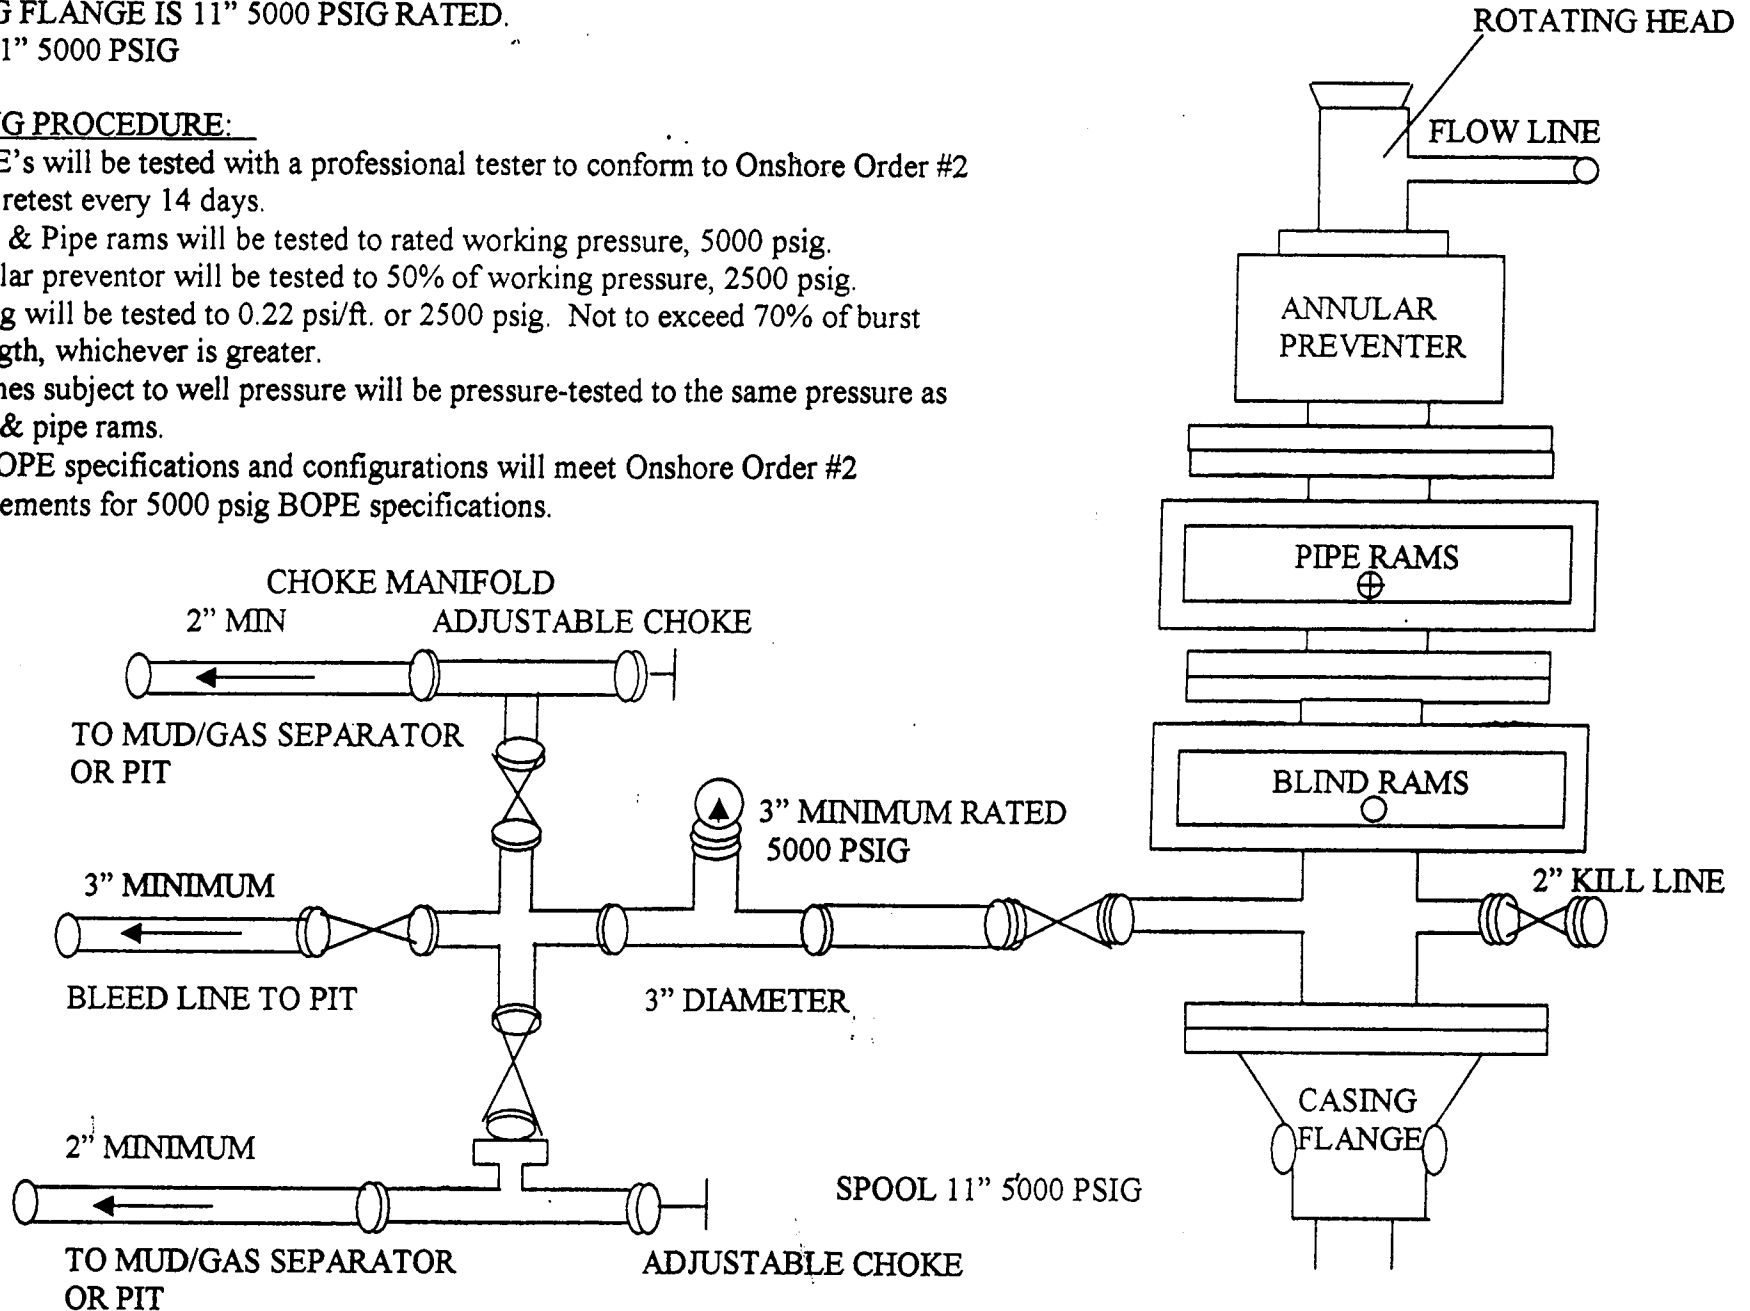 G FLANGE IS 11" 5000 PSIG RATED.
1" 5000 PSIG
NG PROCEDURE:
E's will be tested with a professional tester to conform to Onshore Order #2
retest every 14 days.
& Pipe rams will be tested to rated working pressure, 5000 psig.
lar preventor will be tested to 50% of working pressure, 2500 psig.
g will be tested to 0.22 psi/ft. or 2500 psig. Not to exceed 70% of burst
gth, whichever is greater.
nes subject to well pressure will be pressure-tested to the same pressure as
& pipe rams.
OPE specifications and configurations will meet Onshore Order #2
ements for 5000 psig BOPE specifications.
ROTATING HEAD
FLOW LINE
ANNULAR
PREVENTER
PIPE RAMS
BLIND RAMS
2" KILL LINE
CASING
FLANGE
CHOKE MANIFOLD
2" MIN
ADJUSTABLE CHOKE
TO MUD/GAS SEPARATOR
OR PIT
3" MINIMUM RATED
5000 PSIG
3" MINIMUM
BLEED LINE TO PIT
3" DIAMETER
2" MINIMUM
SPOOL 11" 5000 PSIG
TO MUD/GAS SEPARATOR
OR PIT
ADJUSTABLE CHOKE